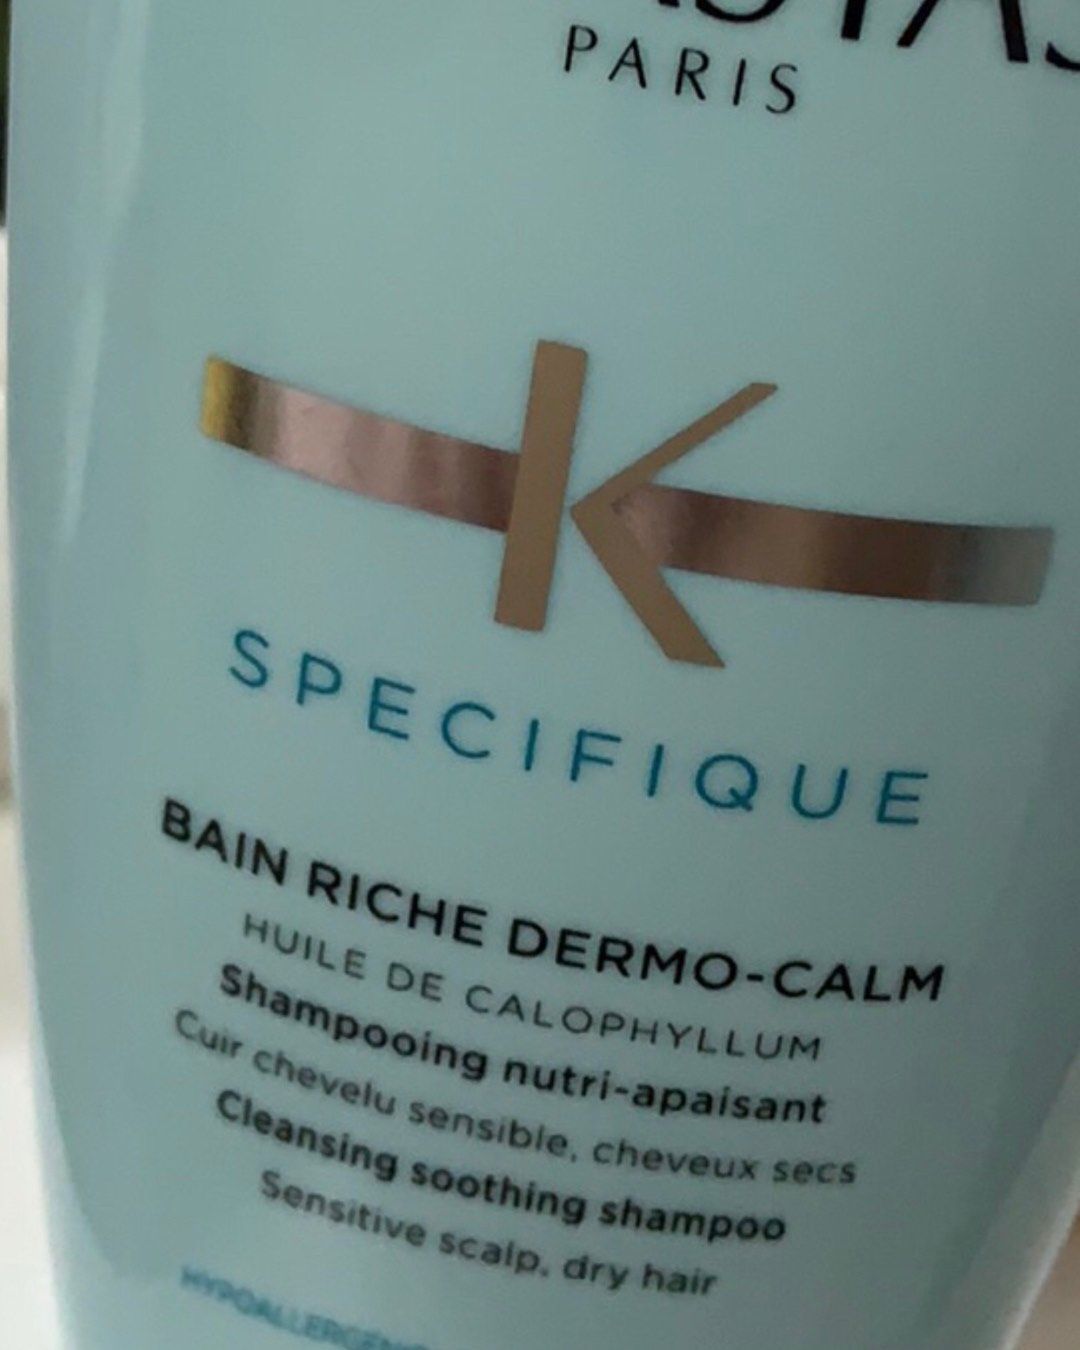 PARIS
K
SPECIFIQUE
BAIN RICHE DERMO-CALM
HUILE DE CALOPHYLLUM
Shampooing nutri-apaisant
Cuir chevelu sensible, cheveux secs
Cleansing soothing shampoo
Sensitive scalp, dry hair